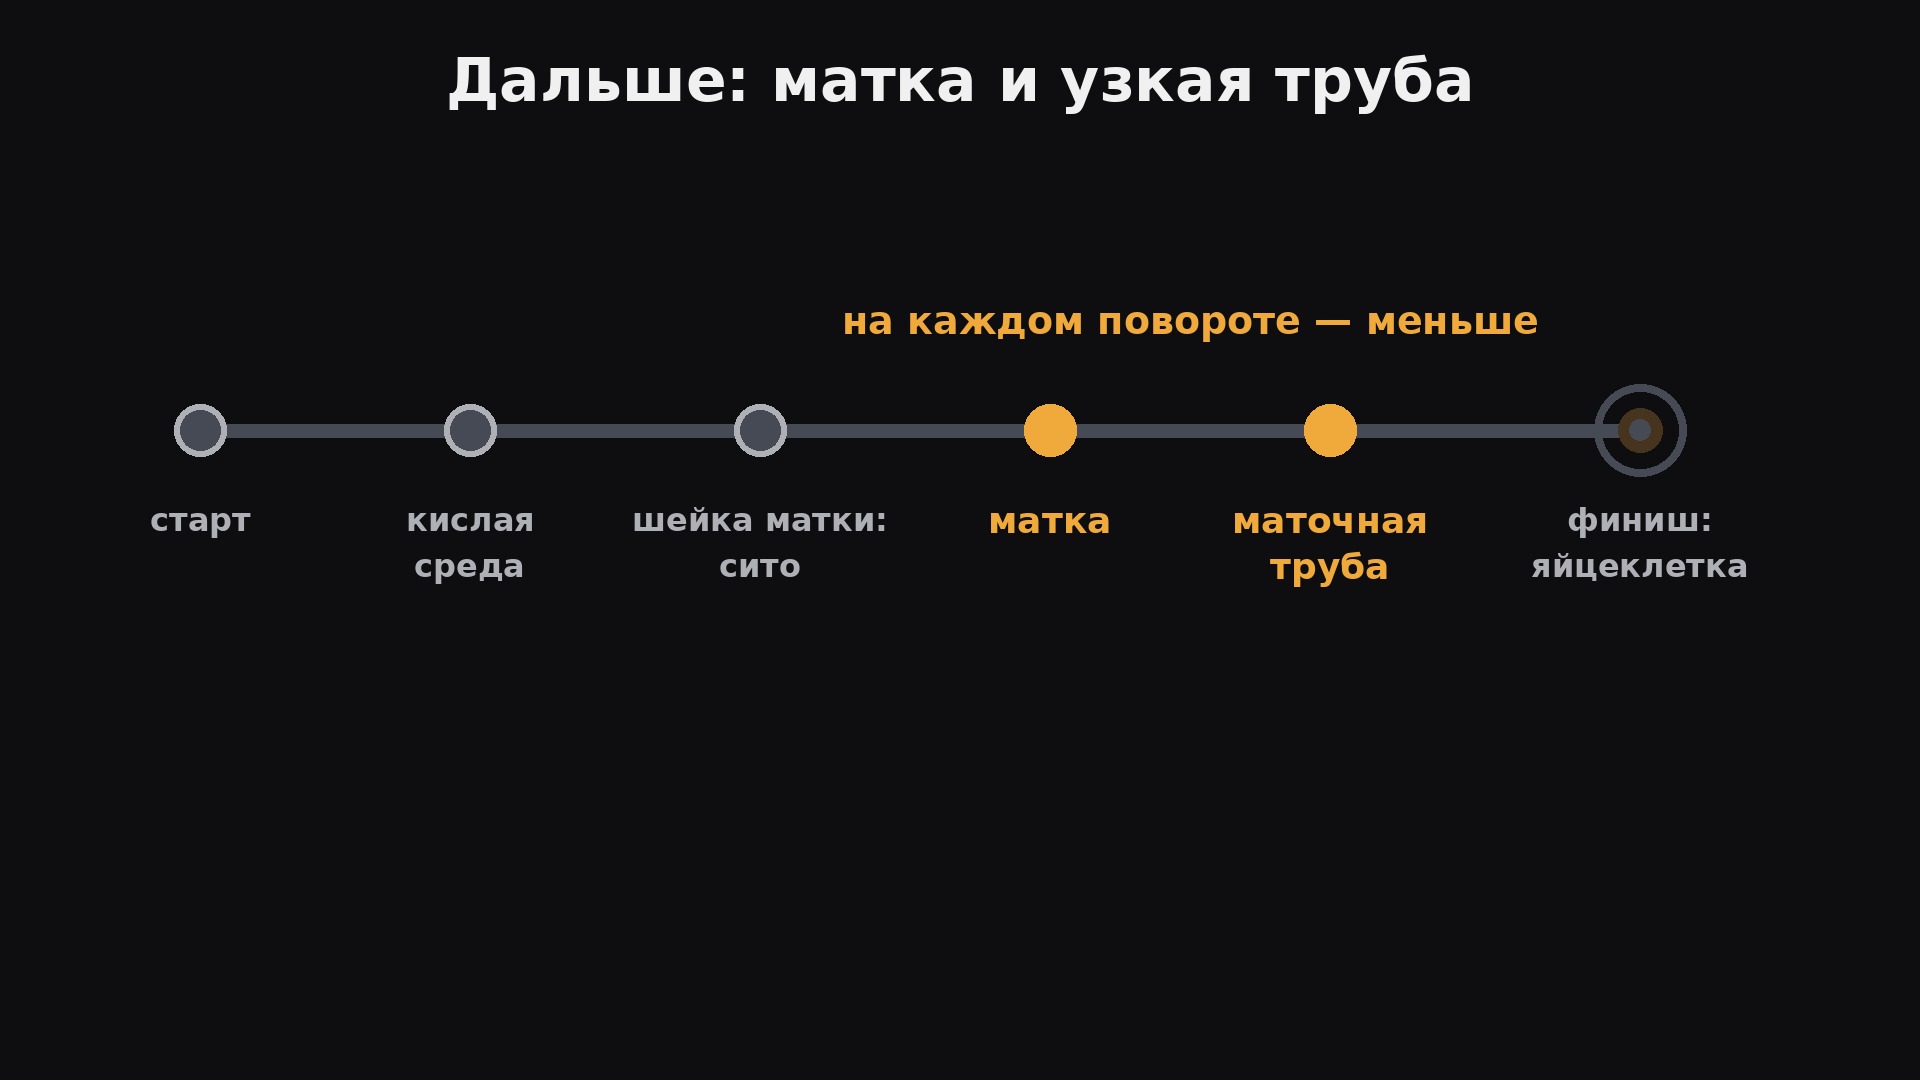 Дальше: матка и узкая труба
на каждом повороте — меньше
старт
кислая
среда
шейка матки:
сито
матка
маточная
труба
финиш:
яйцеклетка